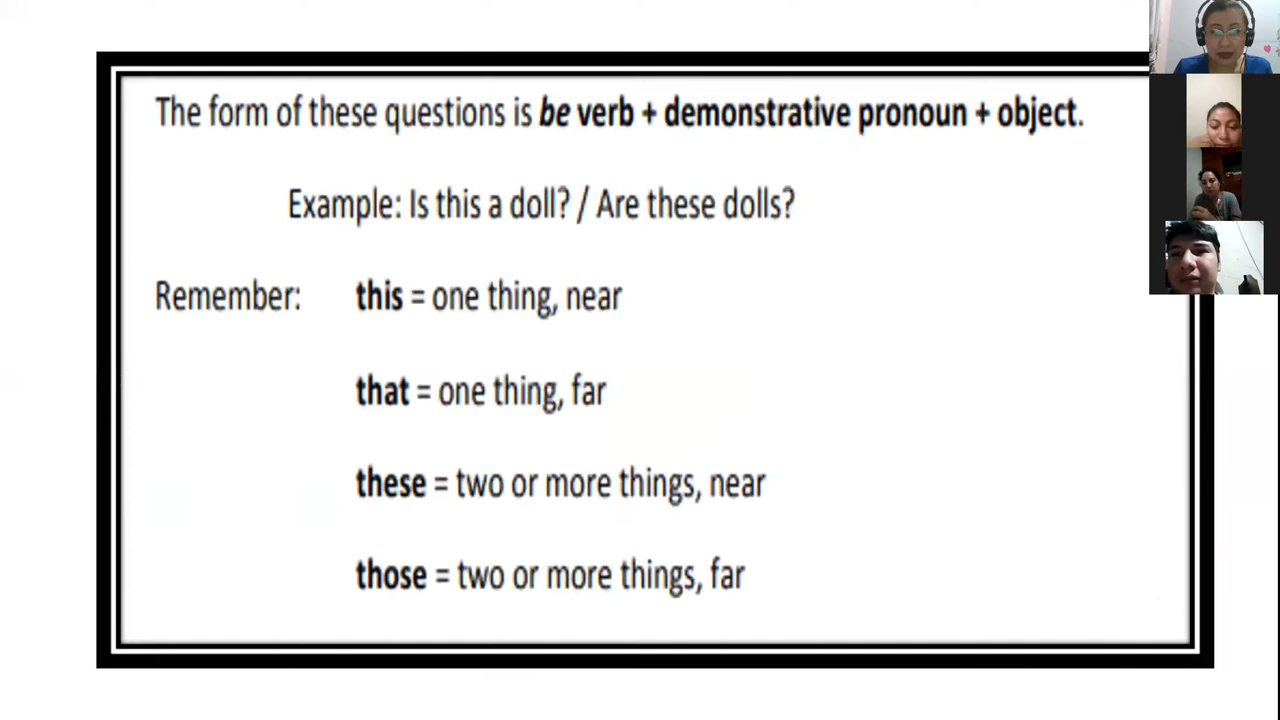 The form of these questions is be verb + demonstrative pronoun + object.
Example: Is this a doll? / Are these dolls?
Remember: this = one thing, near
that = one thing, far
these = two or more things, near
those = two or more things, far